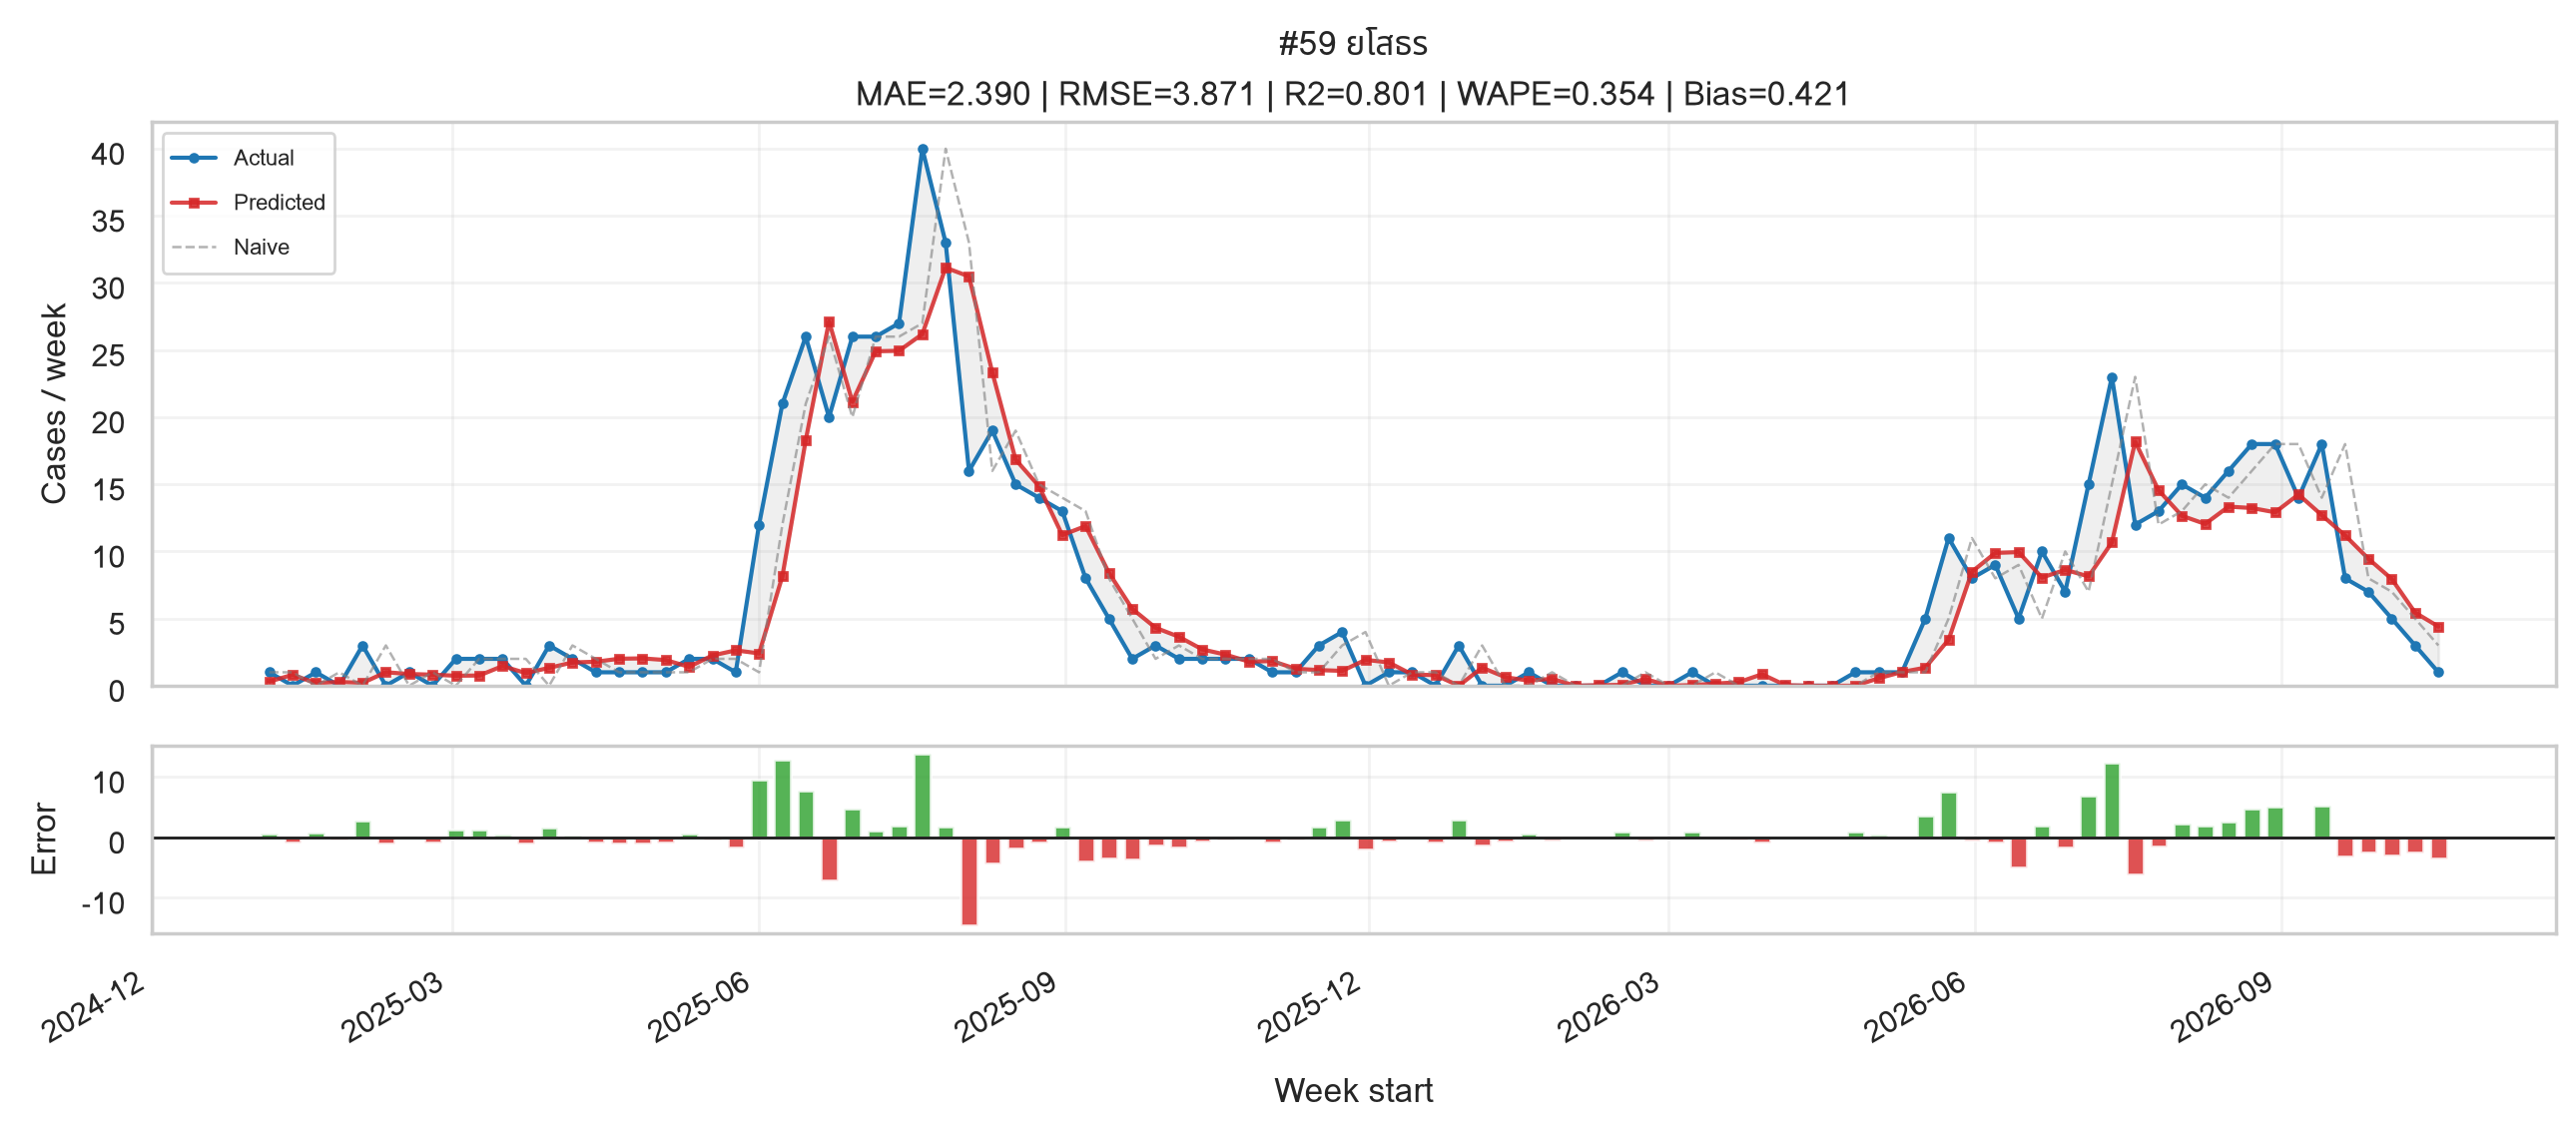 #59 ยโสธร
MAE=2.390 | RMSE=3.871 | R2=0.801 | WAPE=0.354 | Bias=0.421
Actual
Predicted
Naive
Cases / week
40
35
30
25
20
15
10
5
0
Error
10
0
-10
2024-12
2025-03
2025-06
2025-09
2025-12
2026-03
2026-06
2026-09
Week start